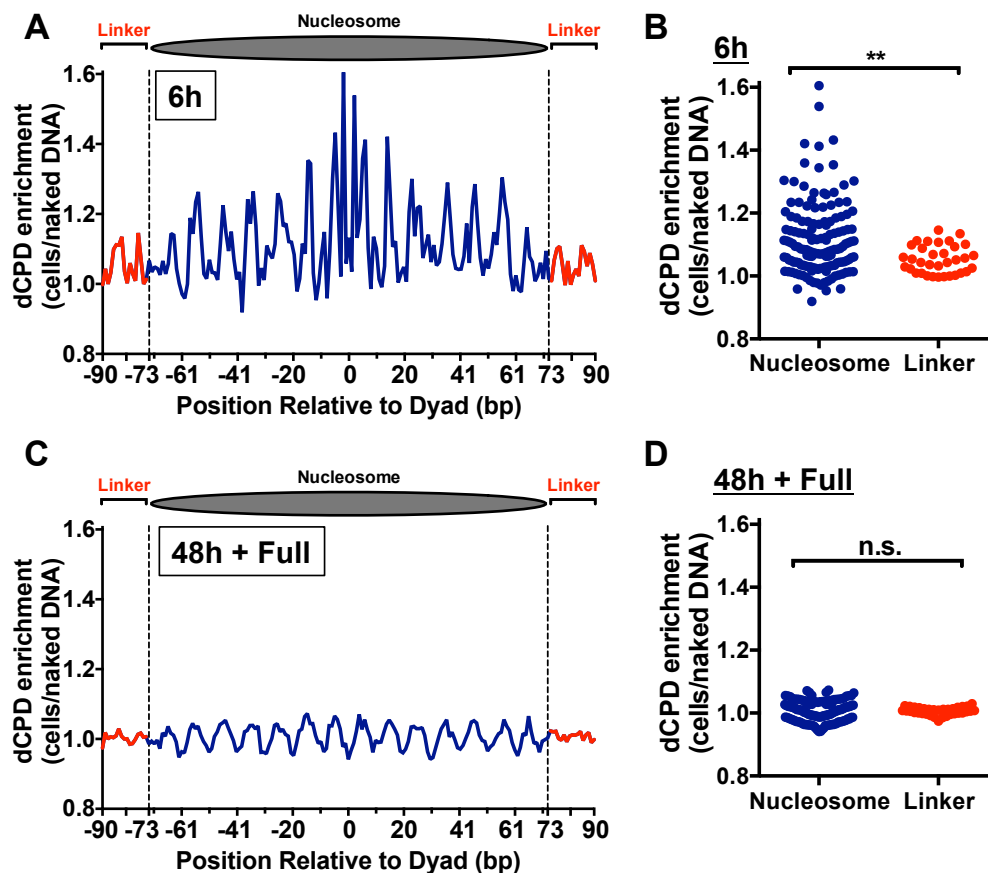 A
Linker
Nucleosome
Linker
6h
dCPD enrichment
(cells/naked DNA)
1.6
1.4
1.2
1.0
0.8
-90 -73 -61 -41 -20 0 20 41 61 73 90
Position Relative to Dyad (bp)
B
6h
**
dCPD enrichment
(cells/naked DNA)
1.6
1.4
1.2
1.0
0.8
Nucleosome Linker
C
Linker
Nucleosome
Linker
48h + Full
dCPD enrichment
(cells/naked DNA)
1.6
1.4
1.2
1.0
0.8
-90 -73 -61 -41 -20 0 20 41 61 73 90
Position Relative to Dyad (bp)
D
48h + Full
n.s.
dCPD enrichment
(cells/naked DNA)
1.6
1.4
1.2
1.0
0.8
Nucleosome Linker